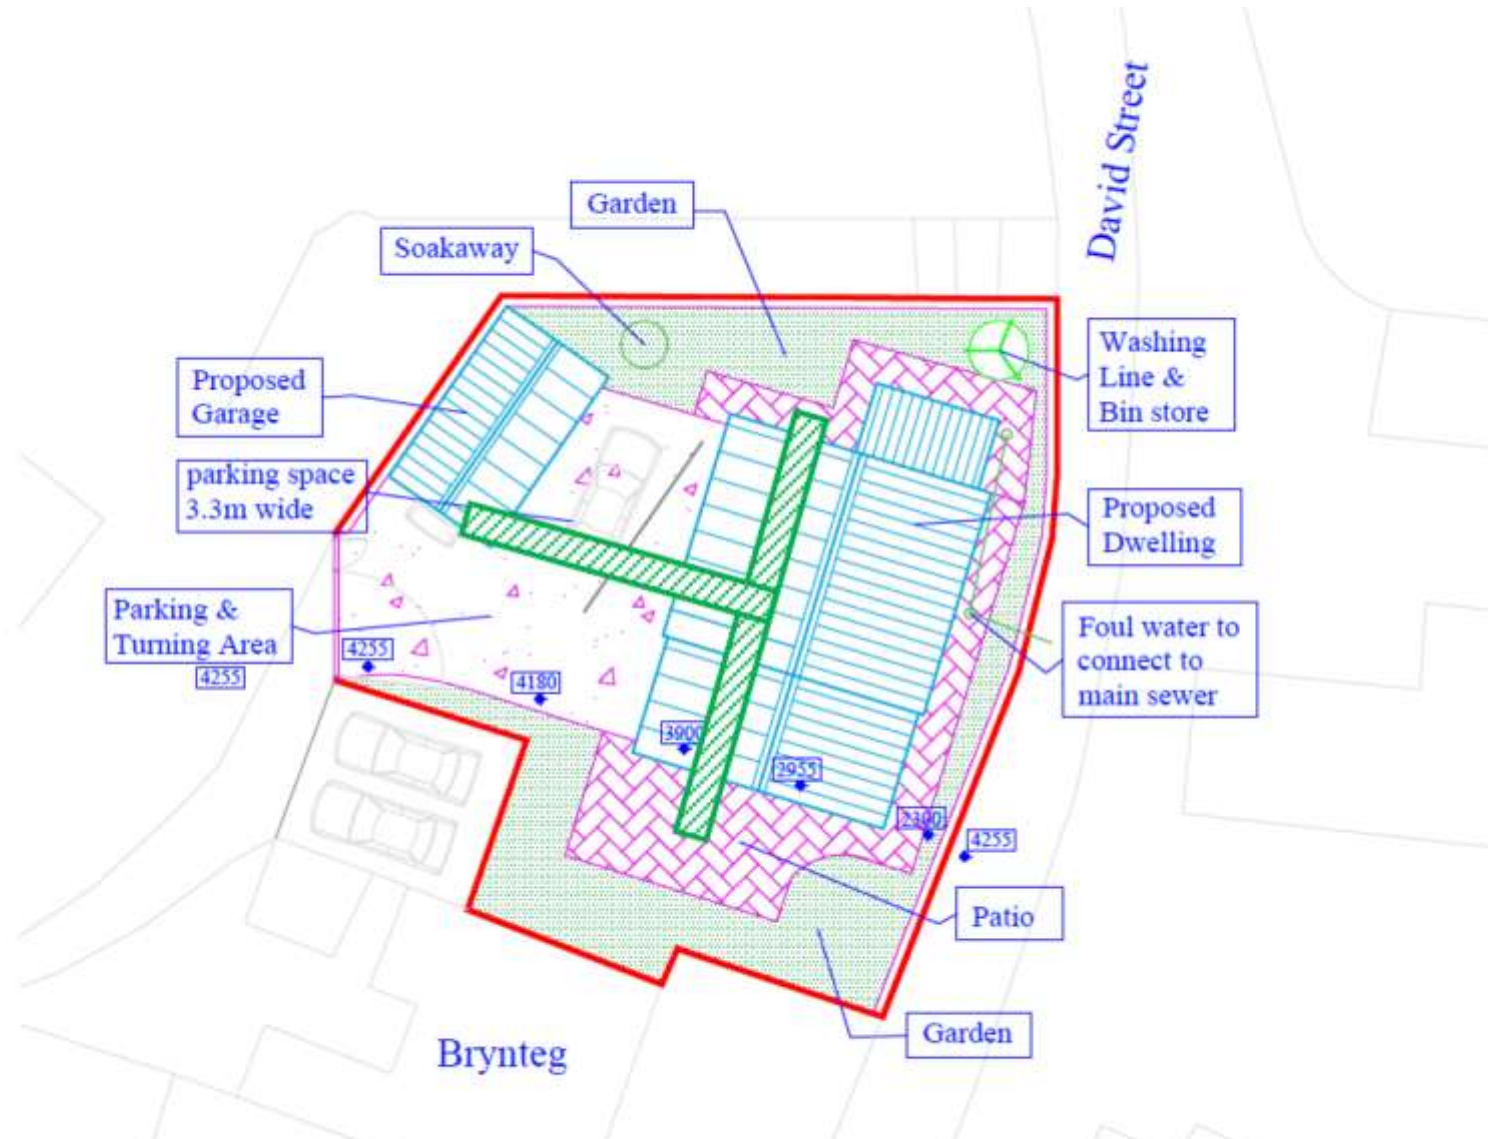 David Street
Garden
Soakaway
Washing
Line &
Bin store
Proposed
Garage
parking space
3.3m wide
Proposed
Dwelling
Parking &
Turning Area
4255
4255
4180
Foul water to
connect to
main sewer
3900
2955
2300
4255
Patio
Garden
Brynteg